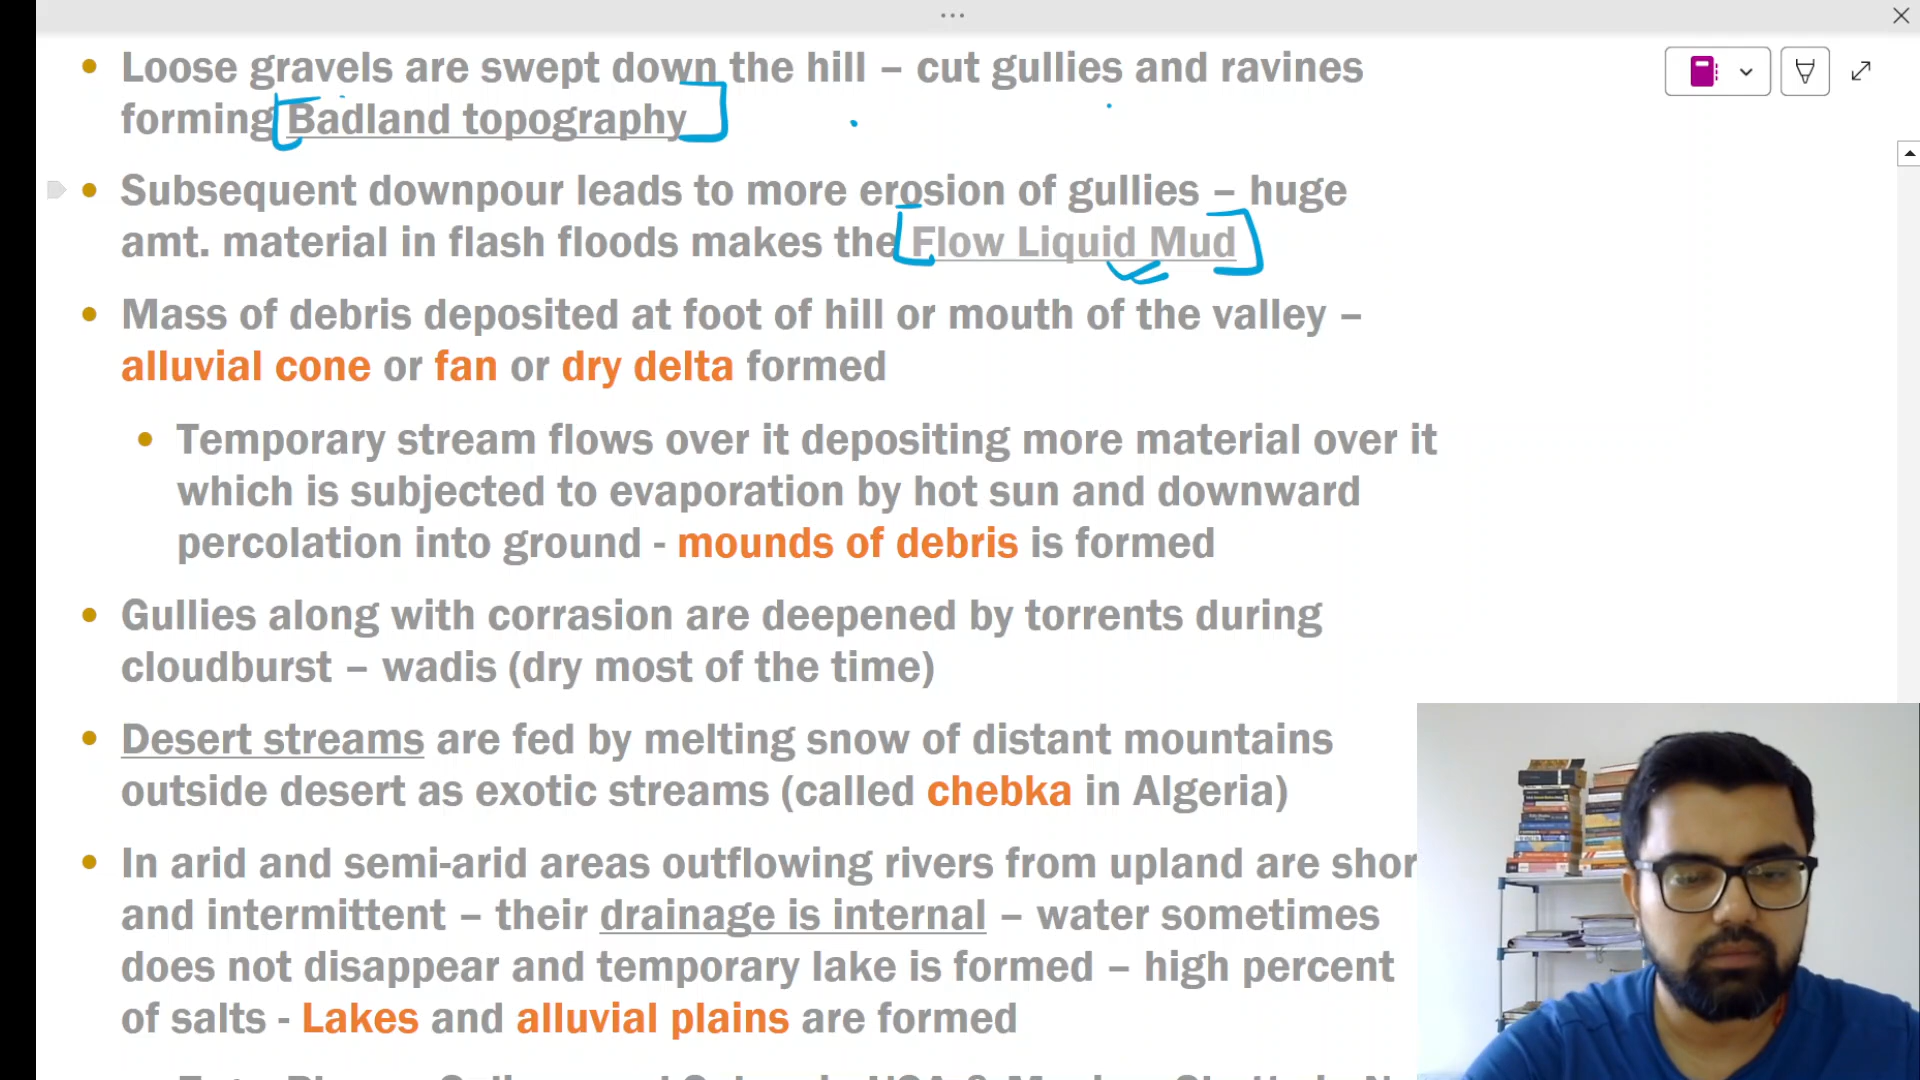 Loose gravels are swept down the hill – cut gullies and ravines
forming Badland topography
Subsequent downpour leads to more erosion of gullies – huge
amt. material in flash floods makes the Flow Liquid Mud
Mass of debris deposited at foot of hill or mouth of the valley –
alluvial cone or fan or dry delta formed
Temporary stream flows over it depositing more material over it
which is subjected to evaporation by hot sun and downward
percolation into ground - mounds of debris is formed
Gullies along with corrasion are deepened by torrents during
cloudburst – wadis (dry most of the time)
Desert streams are fed by melting snow of distant mountains
outside desert as exotic streams (called chebka in Algeria)
In arid and semi-arid areas outflowing rivers from upland are shor
and intermittent – their drainage is internal – water sometimes
does not disappear and temporary lake is formed – high percent
of salts - Lakes and alluvial plains are formed